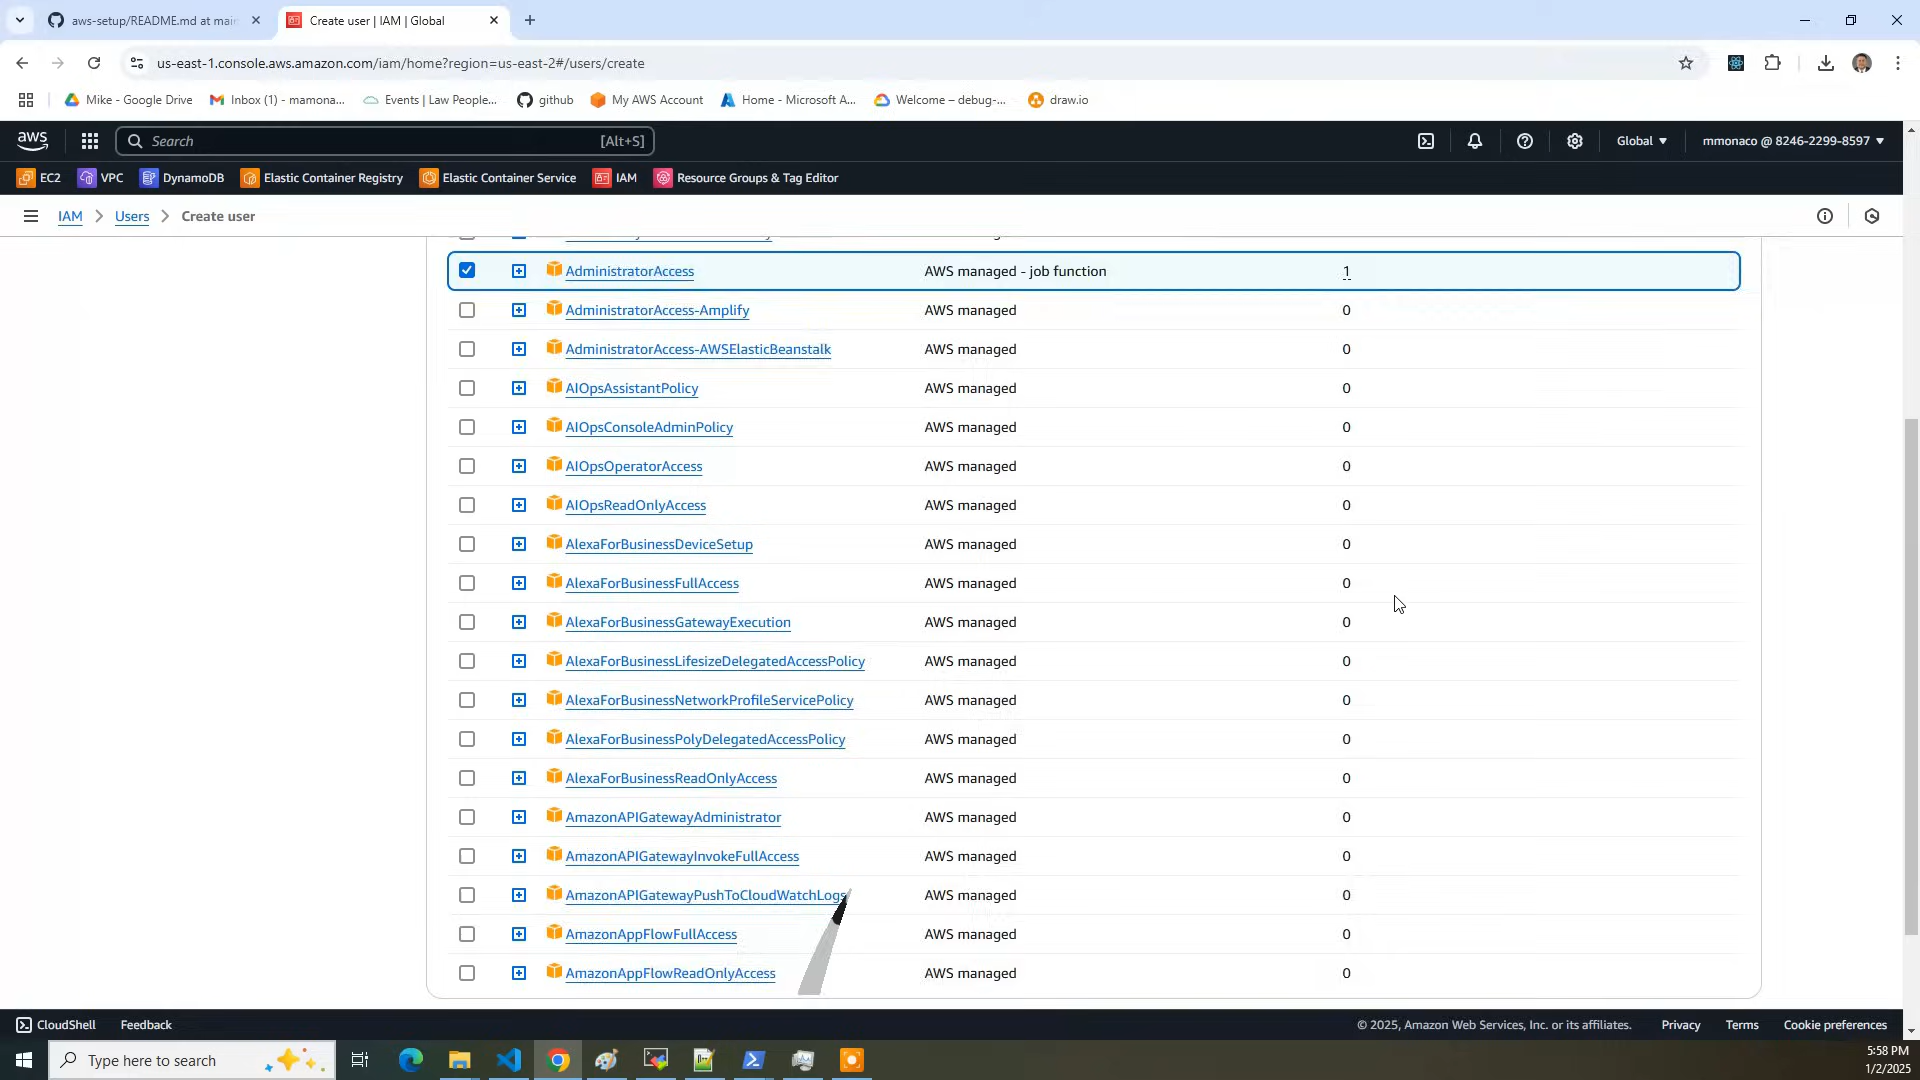 aws-setup/README.md at main
Create user | IAM | Global
us-east-1.console.aws.amazon.com/iam/home?region=us-east-2#/users/create
Mike - Google Drive
Inbox (1) - mamona...
Events | Law People...
github
My AWS Account
Home - Microsoft A...
Welcome – debug-...
draw.io
aws
Search
[Alt+S]
Global
mmonaco @ 8246-2299-8597
EC2
VPC
DynamoDB
Elastic Container Registry
Elastic Container Service
IAM
Resource Groups & Tag Editor
IAM > Users > Create user
AdministratorAccess AWS managed - job function 1
AdministratorAccess-Amplify AWS managed 0
AdministratorAccess-AWSElasticBeanstalk AWS managed 0
AIOpsAssistantPolicy AWS managed 0
AIOpsConsoleAdminPolicy AWS managed 0
AIOpsOperatorAccess AWS managed 0
AIOpsReadOnlyAccess AWS managed 0
AlexaForBusinessDeviceSetup AWS managed 0
AlexaForBusinessFullAccess AWS managed 0
AlexaForBusinessGatewayExecution AWS managed 0
AlexaForBusinessLifesizeDelegatedAccessPolicy AWS managed 0
AlexaForBusinessNetworkProfileServicePolicy AWS managed 0
AlexaForBusinessPolyDelegatedAccessPolicy AWS managed 0
AlexaForBusinessReadOnlyAccess AWS managed 0
AmazonAPIGatewayAdministrator AWS managed 0
AmazonAPIGatewayInvokeFullAccess AWS managed 0
AmazonAPIGatewayPushToCloudWatchLogs AWS managed 0
AmazonAppFlowFullAccess AWS managed 0
AmazonAppFlowReadOnlyAccess AWS managed 0
CloudShell
Feedback
© 2025, Amazon Web Services, Inc. or its affiliates.
Privacy
Terms
Cookie preferences
Type here to search
5:58 PM
1/2/2025